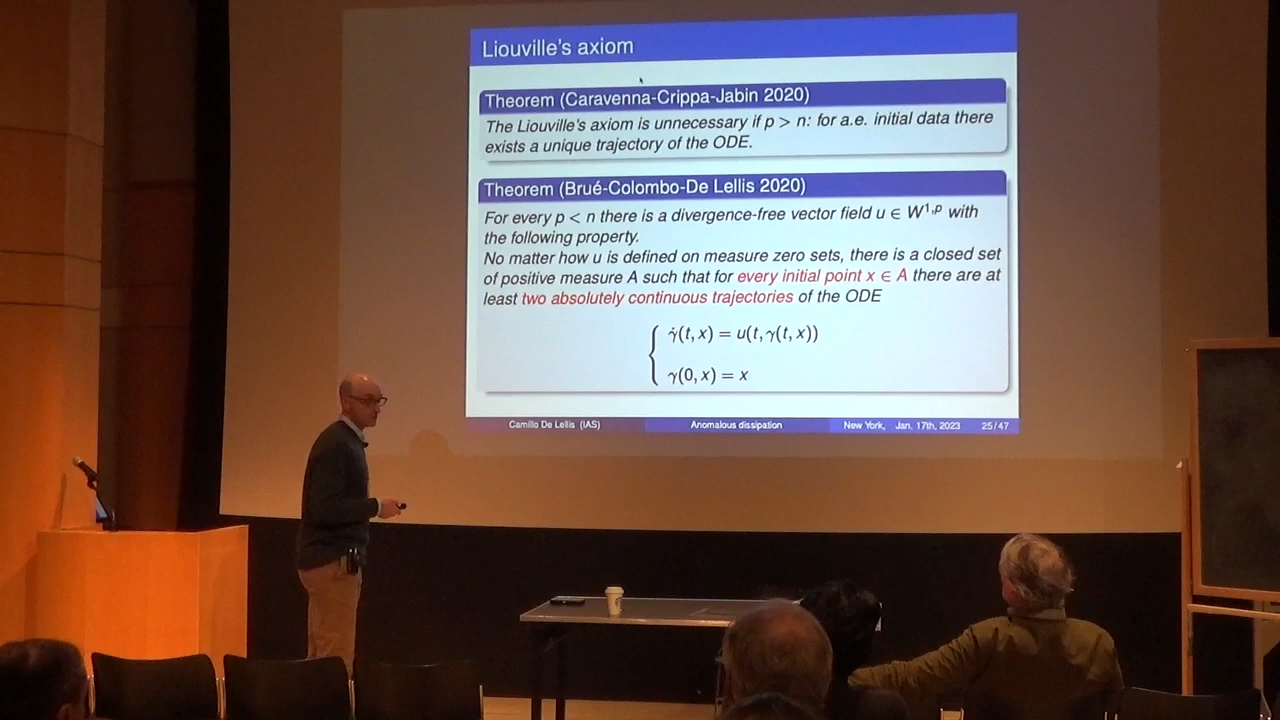 Liouville's axiom
Theorem (Caravenna-Crippa-Jabin 2020)
The Liouville's axiom is unnecessary if p > n: for a.e. initial data there
exists a unique trajectory of the ODE.
Theorem (Brué-Colombo-De Lellis 2020)
For every p < n there is a divergence-free vector field u ∈ W^{1,p} with
the following property.
No matter how u is defined on measure zero sets, there is a closed set
of positive measure A such that for every initial point x ∈ A there are at
least two absolutely continuous trajectories of the ODE
γ̇(t, x) = u(t, γ(t, x))
γ(0, x) = x
Camillo De Lellis (IAS) Anomalous dissipation New York, Jan. 17th, 2023 25/47